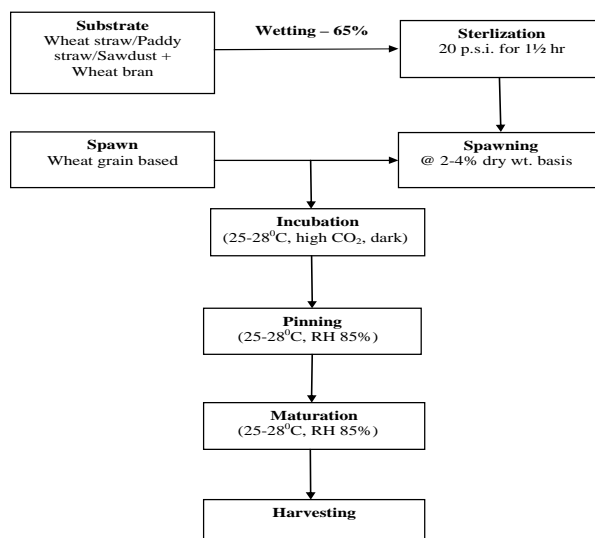 Substrate
Wheat straw/Paddy
straw/Sawdust +
Wheat bran
Wetting – 65%
Sterlization
20 p.s.i. for 1½ hr
Spawn
Wheat grain based
Spawning
@ 2-4% dry wt. basis
Incubation
(25-28⁰C, high CO₂, dark)
Pinning
(25-28⁰C, RH 85%)
Maturation
(25-28⁰C, RH 85%)
Harvesting